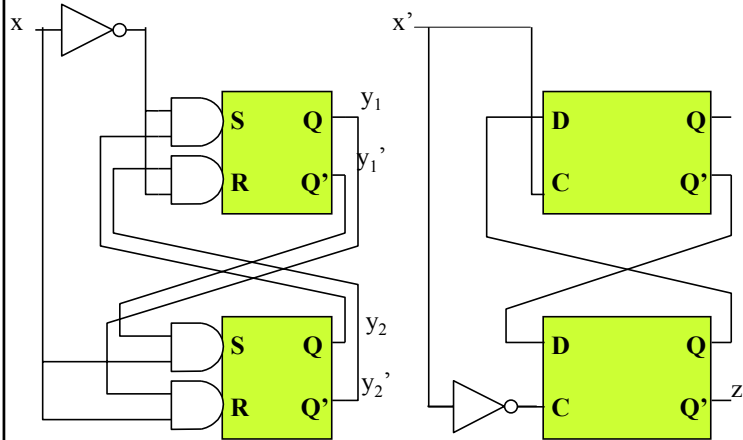 x
x’
y1
S Q
y1’
R Q’
D Q
C Q’
y2
S Q
y2’
R Q’
D Q
C Q’
z